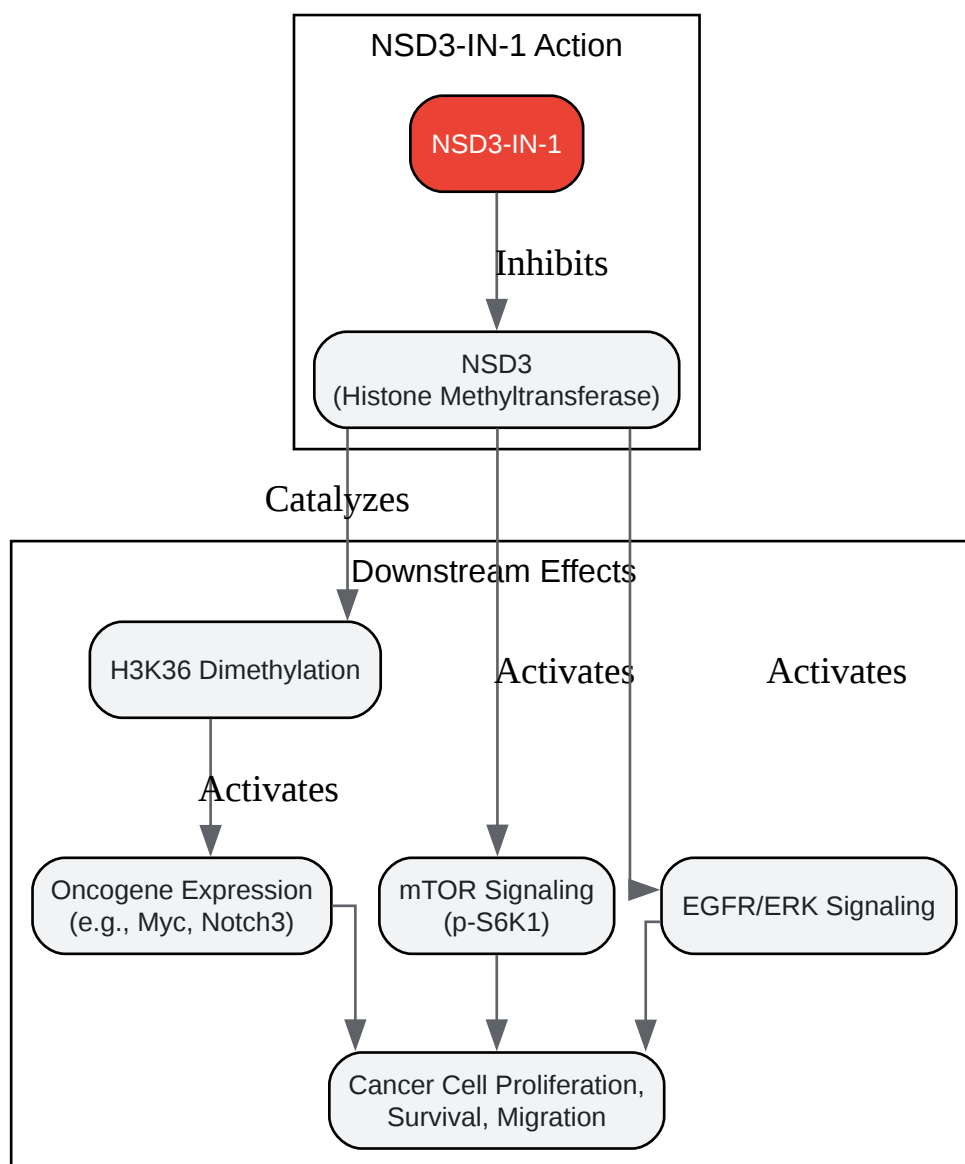 NSD3-IN-1 Action
NSD3-IN-1
Inhibits
NSD3
(Histone Methyltransferase)
Catalyzes
Downstream Effects
H3K36 Dimethylation
Activates
Activates
Activates
Oncogene Expression
(e.g., Myc, Notch3)
mTOR Signaling
(p-S6K1)
EGFR/ERK Signaling
Cancer Cell Proliferation,
Survival, Migration